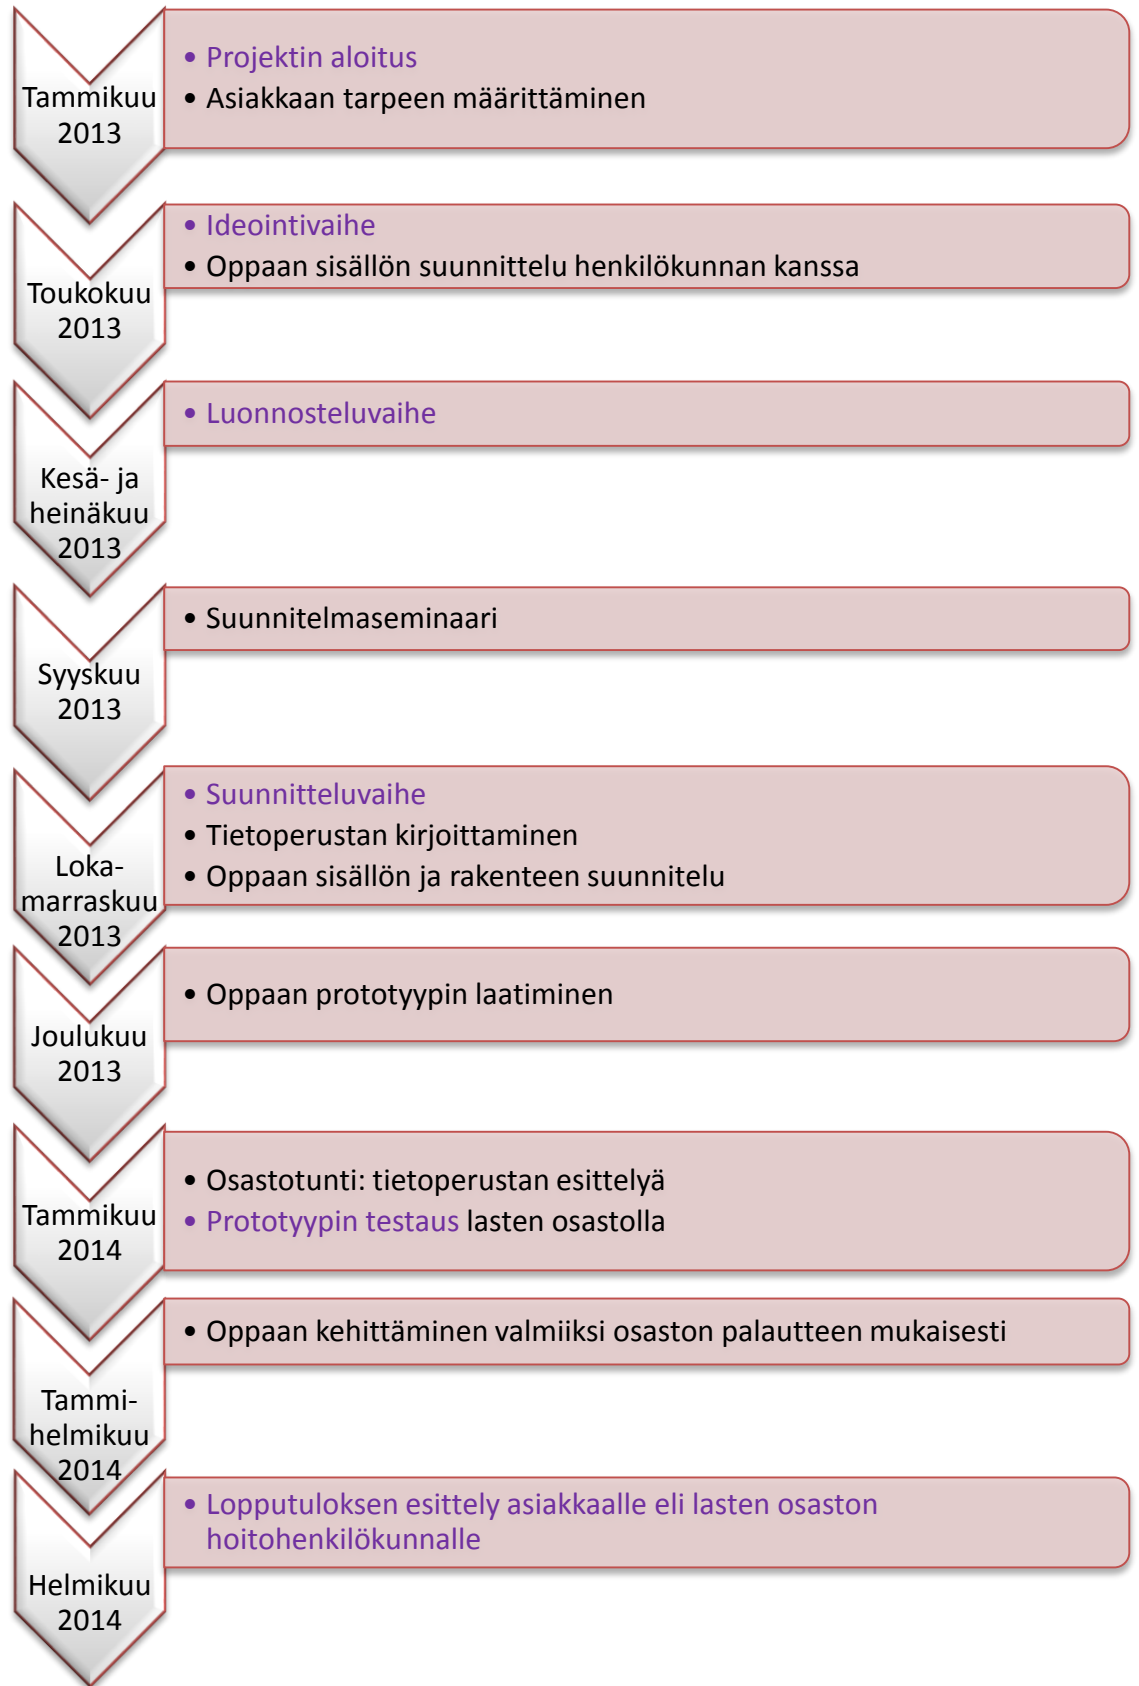 Tammikuu
2013
• Projektin aloitus
• Asiakkaan tarpeen määrittäminen
Toukokuu
2013
• Ideointivaihe
• Oppaan sisällön suunnittelu henkilökunnan kanssa
Kesä- ja
heinäkuu
2013
• Luonnosteluvaihe
Syyskuu
2013
• Suunnitelmaseminaari
Loka-
marraskuu
2013
• Suunnitteluvaihe
• Tietoperustan kirjoittaminen
• Oppaan sisällön ja rakenteen suunnitelu
Joulukuu
2013
• Oppaan prototyypin laatiminen
Tammikuu
2014
• Osastotunti: tietoperustan esittelyä
• Prototyypin testaus lasten osastolla
Tammi-
helmikuu
2014
• Oppaan kehittäminen valmiiksi osaston palautteen mukaisesti
Helmikuu
2014
• Lopputuloksen esittely asiakkaalle eli lasten osaston
hoitohenkilökunnalle